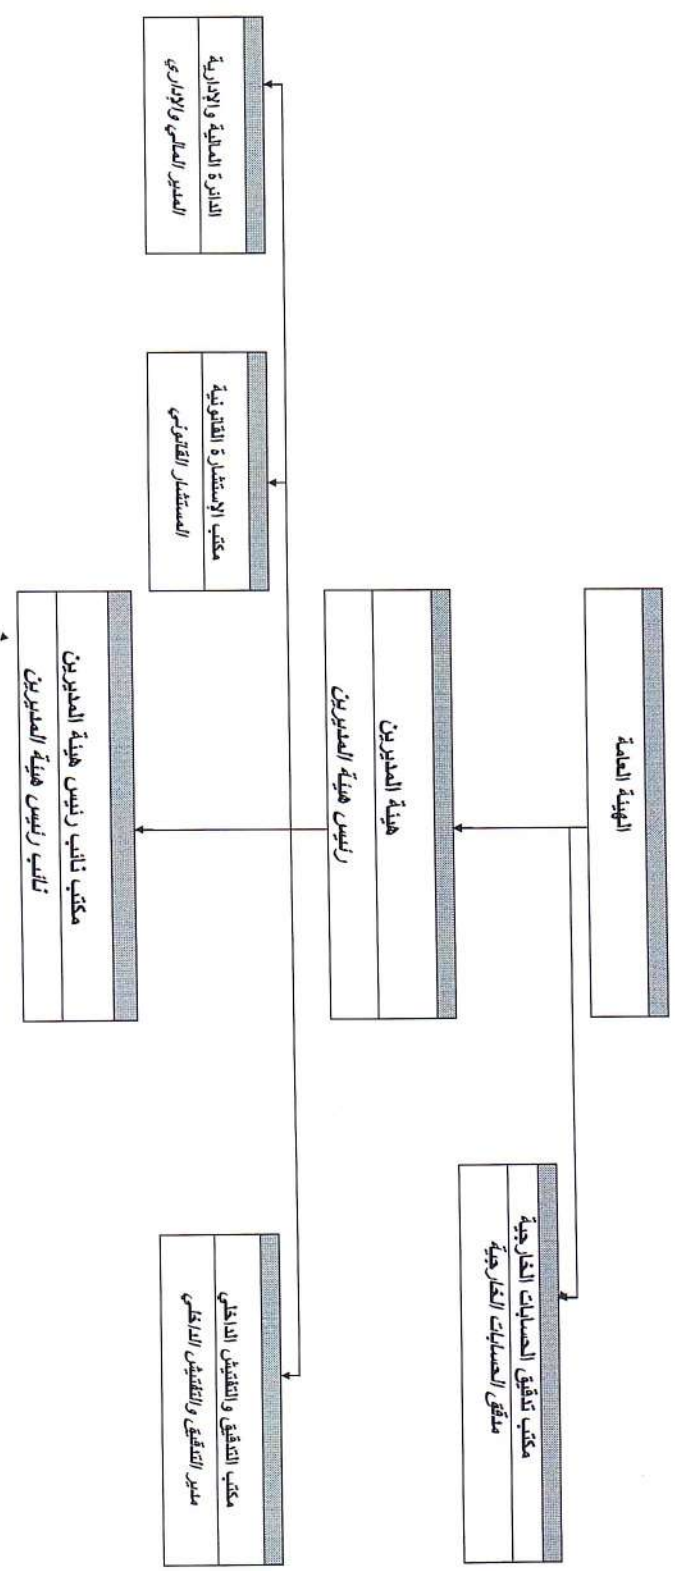 الهيئة العامة
مكتب تدقيق الحسابات الخارجية
مدقق الحسابات الخارجية
هيئة المديرين
رئيس هيئة المديرين
مكتب التدقيق والتفتيش الداخلي
مدير التدقيق والتفتيش الداخلي
مكتب الإستشارة القانونية
المستشار القانوني
الدائرة المالية والإدارية
المدير المالي والإداري
مكتب نائب رئيس هيئة المديرين
نائب رئيس هيئة المديرين